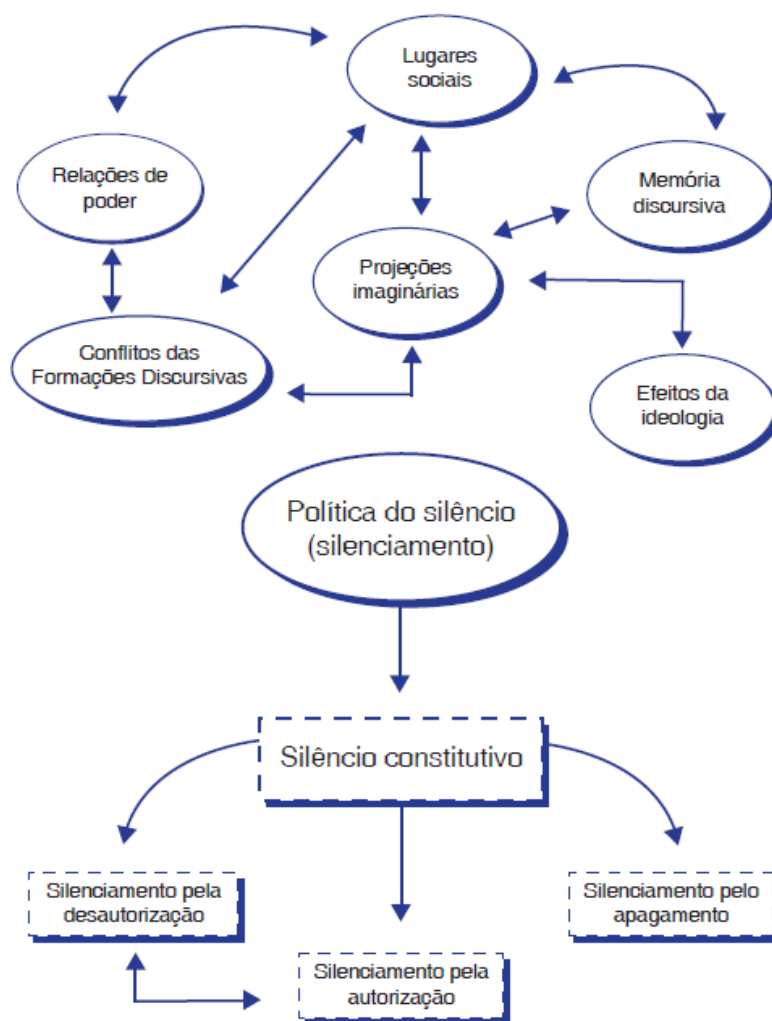 Lugares
sociais
Relações de
poder
Memória
discursiva
Projeções
imaginárias
Conflitos das
Formações Discursivas
Efeitos da
ideologia
Política do silêncio
(silenciamento)
Silêncio constitutivo
Silenciamento pela
desautorização
Silenciamento pelo
apagamento
Silenciamento pela
autorização